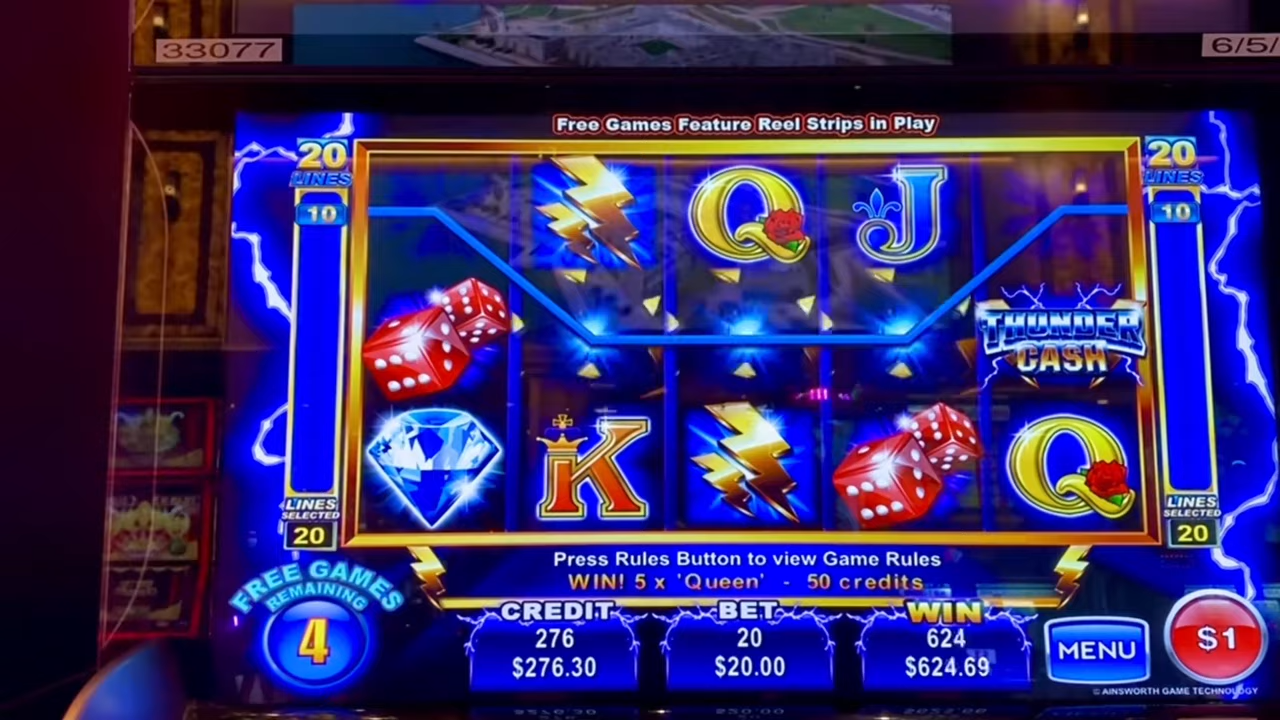 33077
6/5/
Free Games Feature Reel Strips in Play
20 LINES
20 LINES
10
10
Q
J
THUNDER
CASH
K
Q
LINES
SELECTED
20
LINES
SELECTED
20
Press Rules Button to view Game Rules
WIN! 5 x 'Queen' - 50 credits
FREE GAMES
REMAINING
4
CREDIT
276
$276.30
BET
20
$20.00
WIN
624
$624.69
MENU
$1
© AINSWORTH GAME TECHNOLOGY